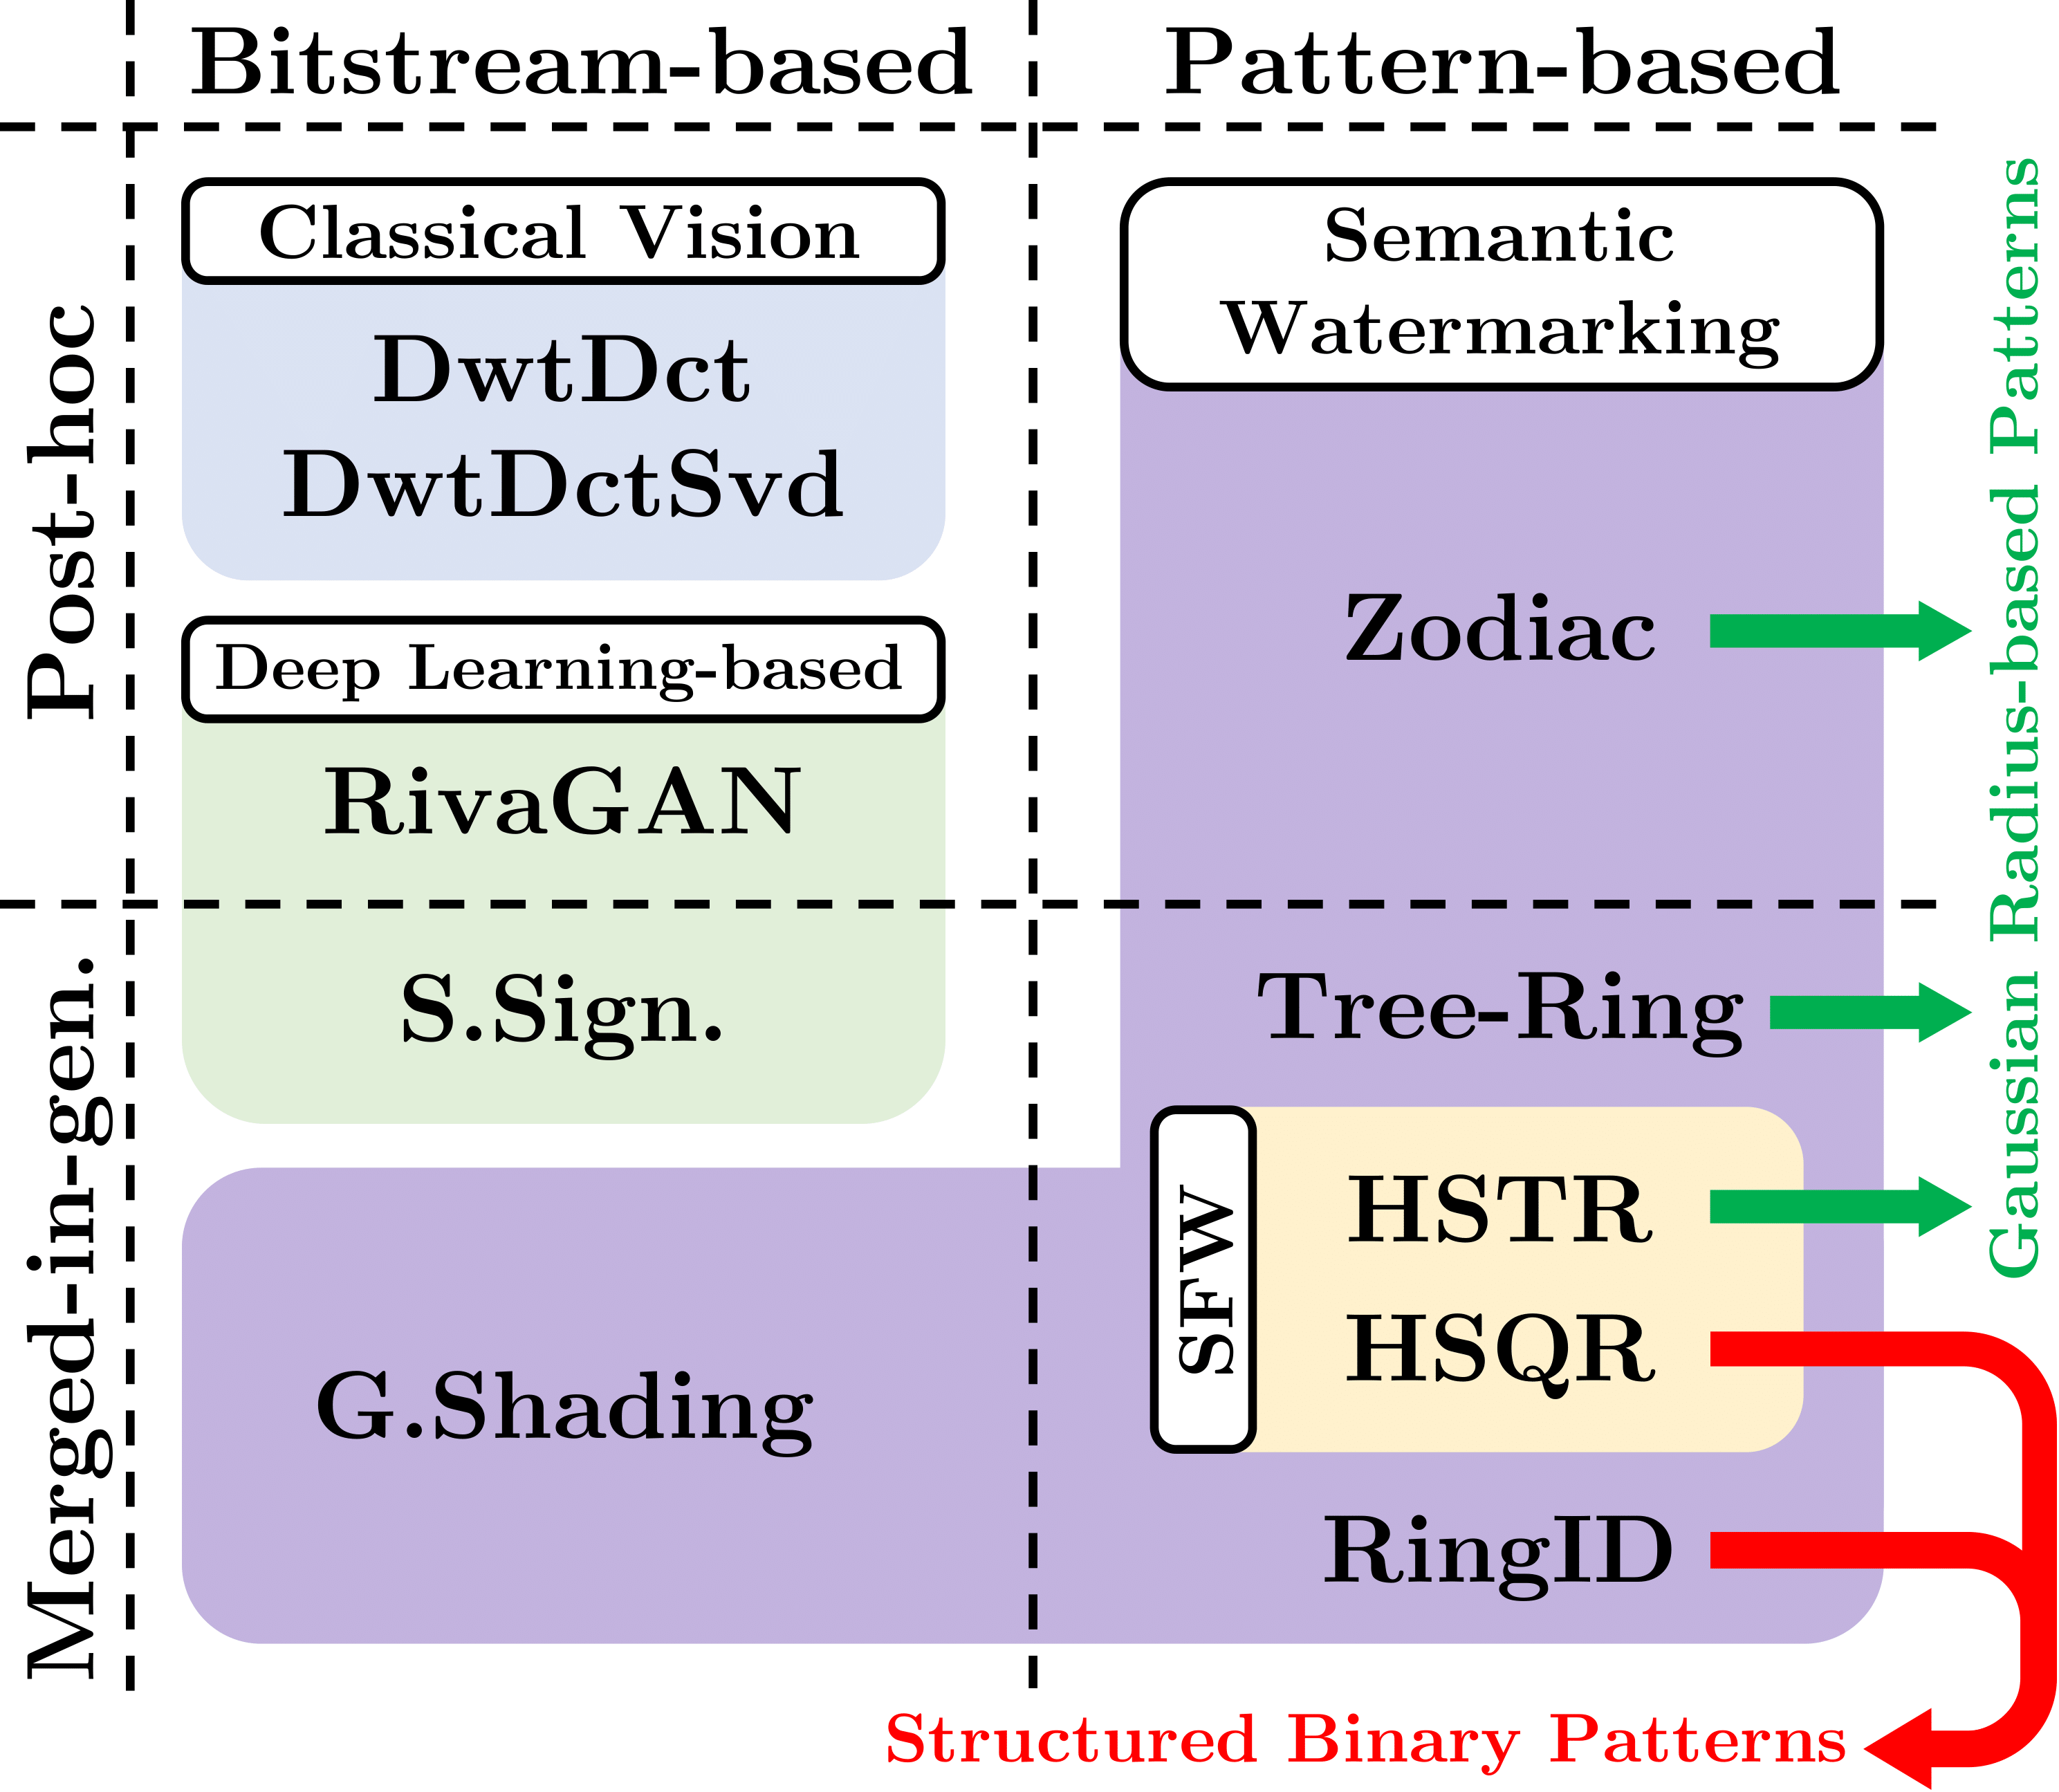 Bitstream-based
Pattern-based
Post-hoc
Classical Vision
DwtDct
DwtDctSvd
Deep Learning-based
RivaGAN
Semantic
Watermarking
Zodiac
Merged-in-gen.
S.Sign.
G.Shading
Tree-Ring
SFW
HSTR
HSQR
RingID
Gaussian Radius-based Patterns
Structured Binary Patterns